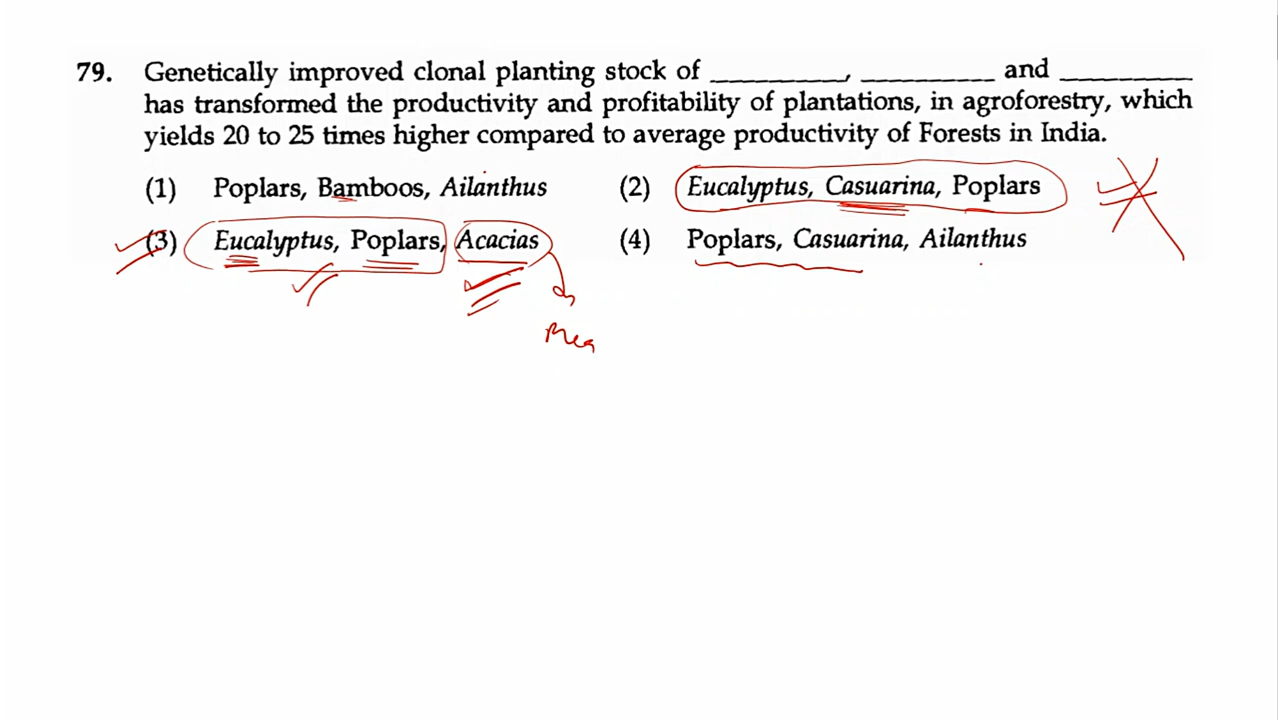 79. Genetically improved clonal planting stock of __________, __________ and __________
has transformed the productivity and profitability of plantations, in agroforestry, which
yields 20 to 25 times higher compared to average productivity of Forests in India.
(1) Poplars, Bamboos, Ailanthus (2) Eucalyptus, Casuarina, Poplars
(3) Eucalyptus, Poplars, Acacias (4) Poplars, Casuarina, Ailanthus